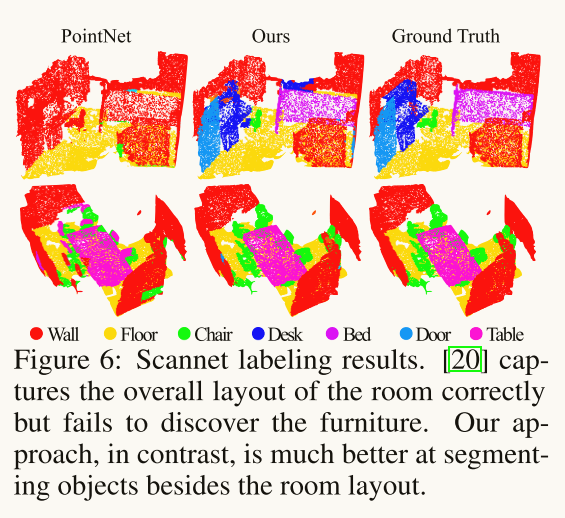 PointNet Ours Ground Truth
Wall Floor Chair Desk Bed Door Table
Figure 6: Scannet labeling results. [20] cap-
tures the overall layout of the room correctly
but fails to discover the furniture. Our ap-
proach, in contrast, is much better at segment-
ing objects besides the room layout.